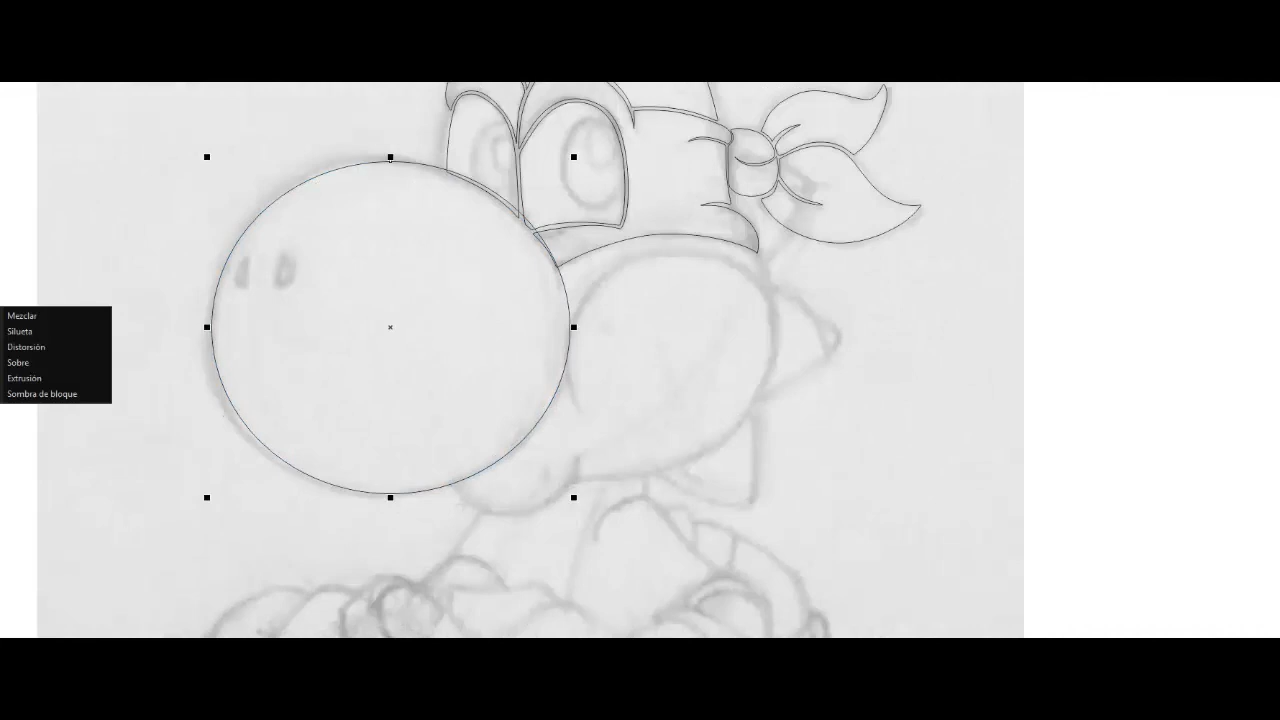 Mezclar
Silueta
Distorsión
Sobre
Extrusión
Sombra de bloque